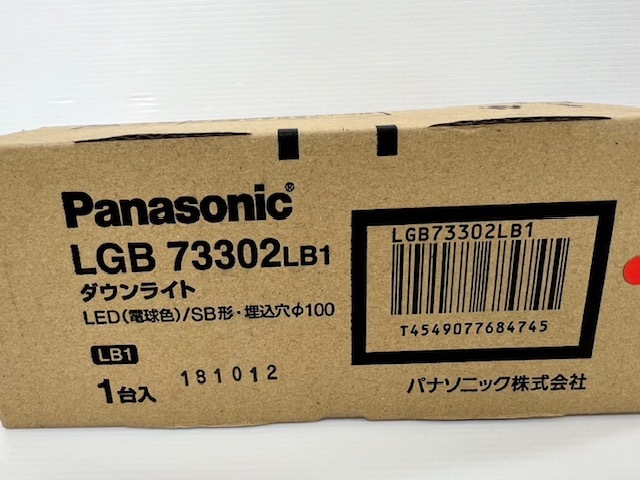 Panasonic®
LGB 73302LB1
ダウンライト
LED(電球色)/SB形・埋込穴φ100
LB1
1台入
181012
LGB73302LB1
T4549077684745
パナソニック株式会社